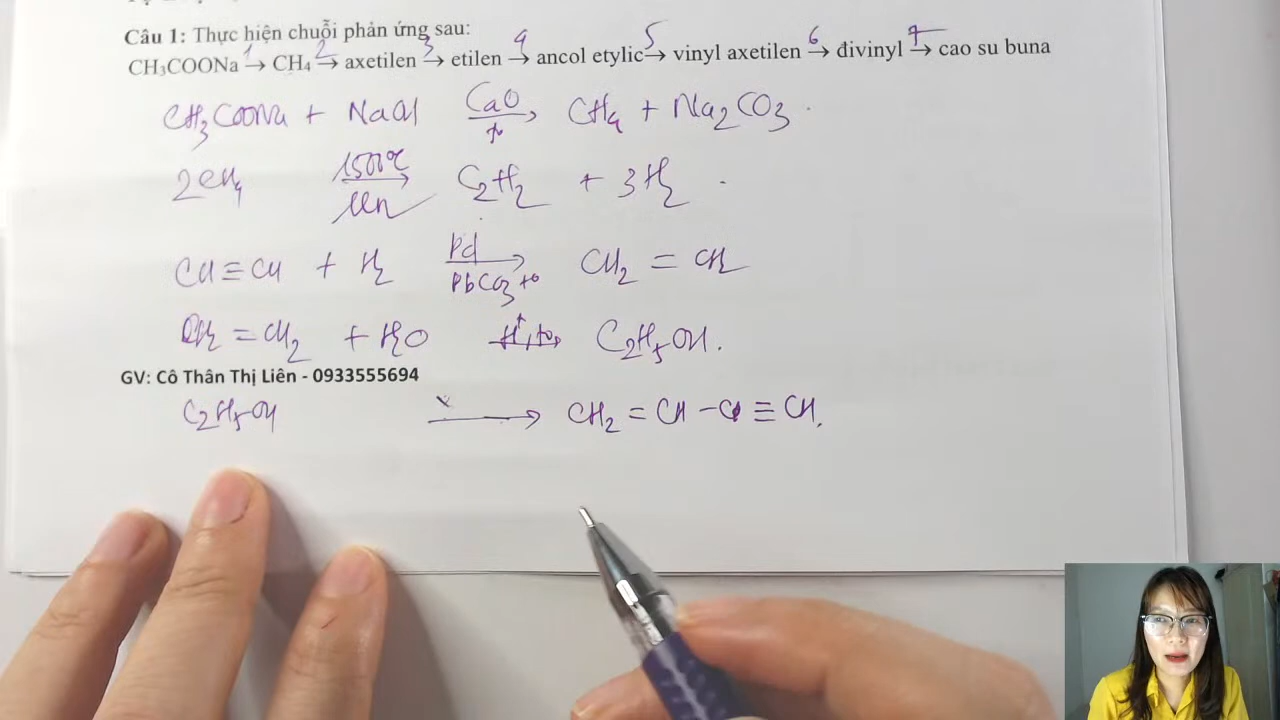 Câu 1: Thực hiện chuỗi phản ứng sau:
1 2 3 4 5 6 7
CH₃COONa → CH₄ → axetilen → etilen → ancol etylic → vinyl axetilen → đivinyl → cao su buna
CH₃COONa + NaOH CaO/t° → CH₄ + Na₂CO₃.
2CH₄ 1500°C/lln → C₂H₂ + 3H₂.
CH≡CH + H₂ Pd/PbCO₃ t° → CH₂ = CH₂
CH₂ = CH₂ + H₂O H⁺, t° → C₂H₅OH.
GV: Cô Thân Thị Liên - 0933555694
C₂H₅OH → CH₂ = CH – C ≡ CH.